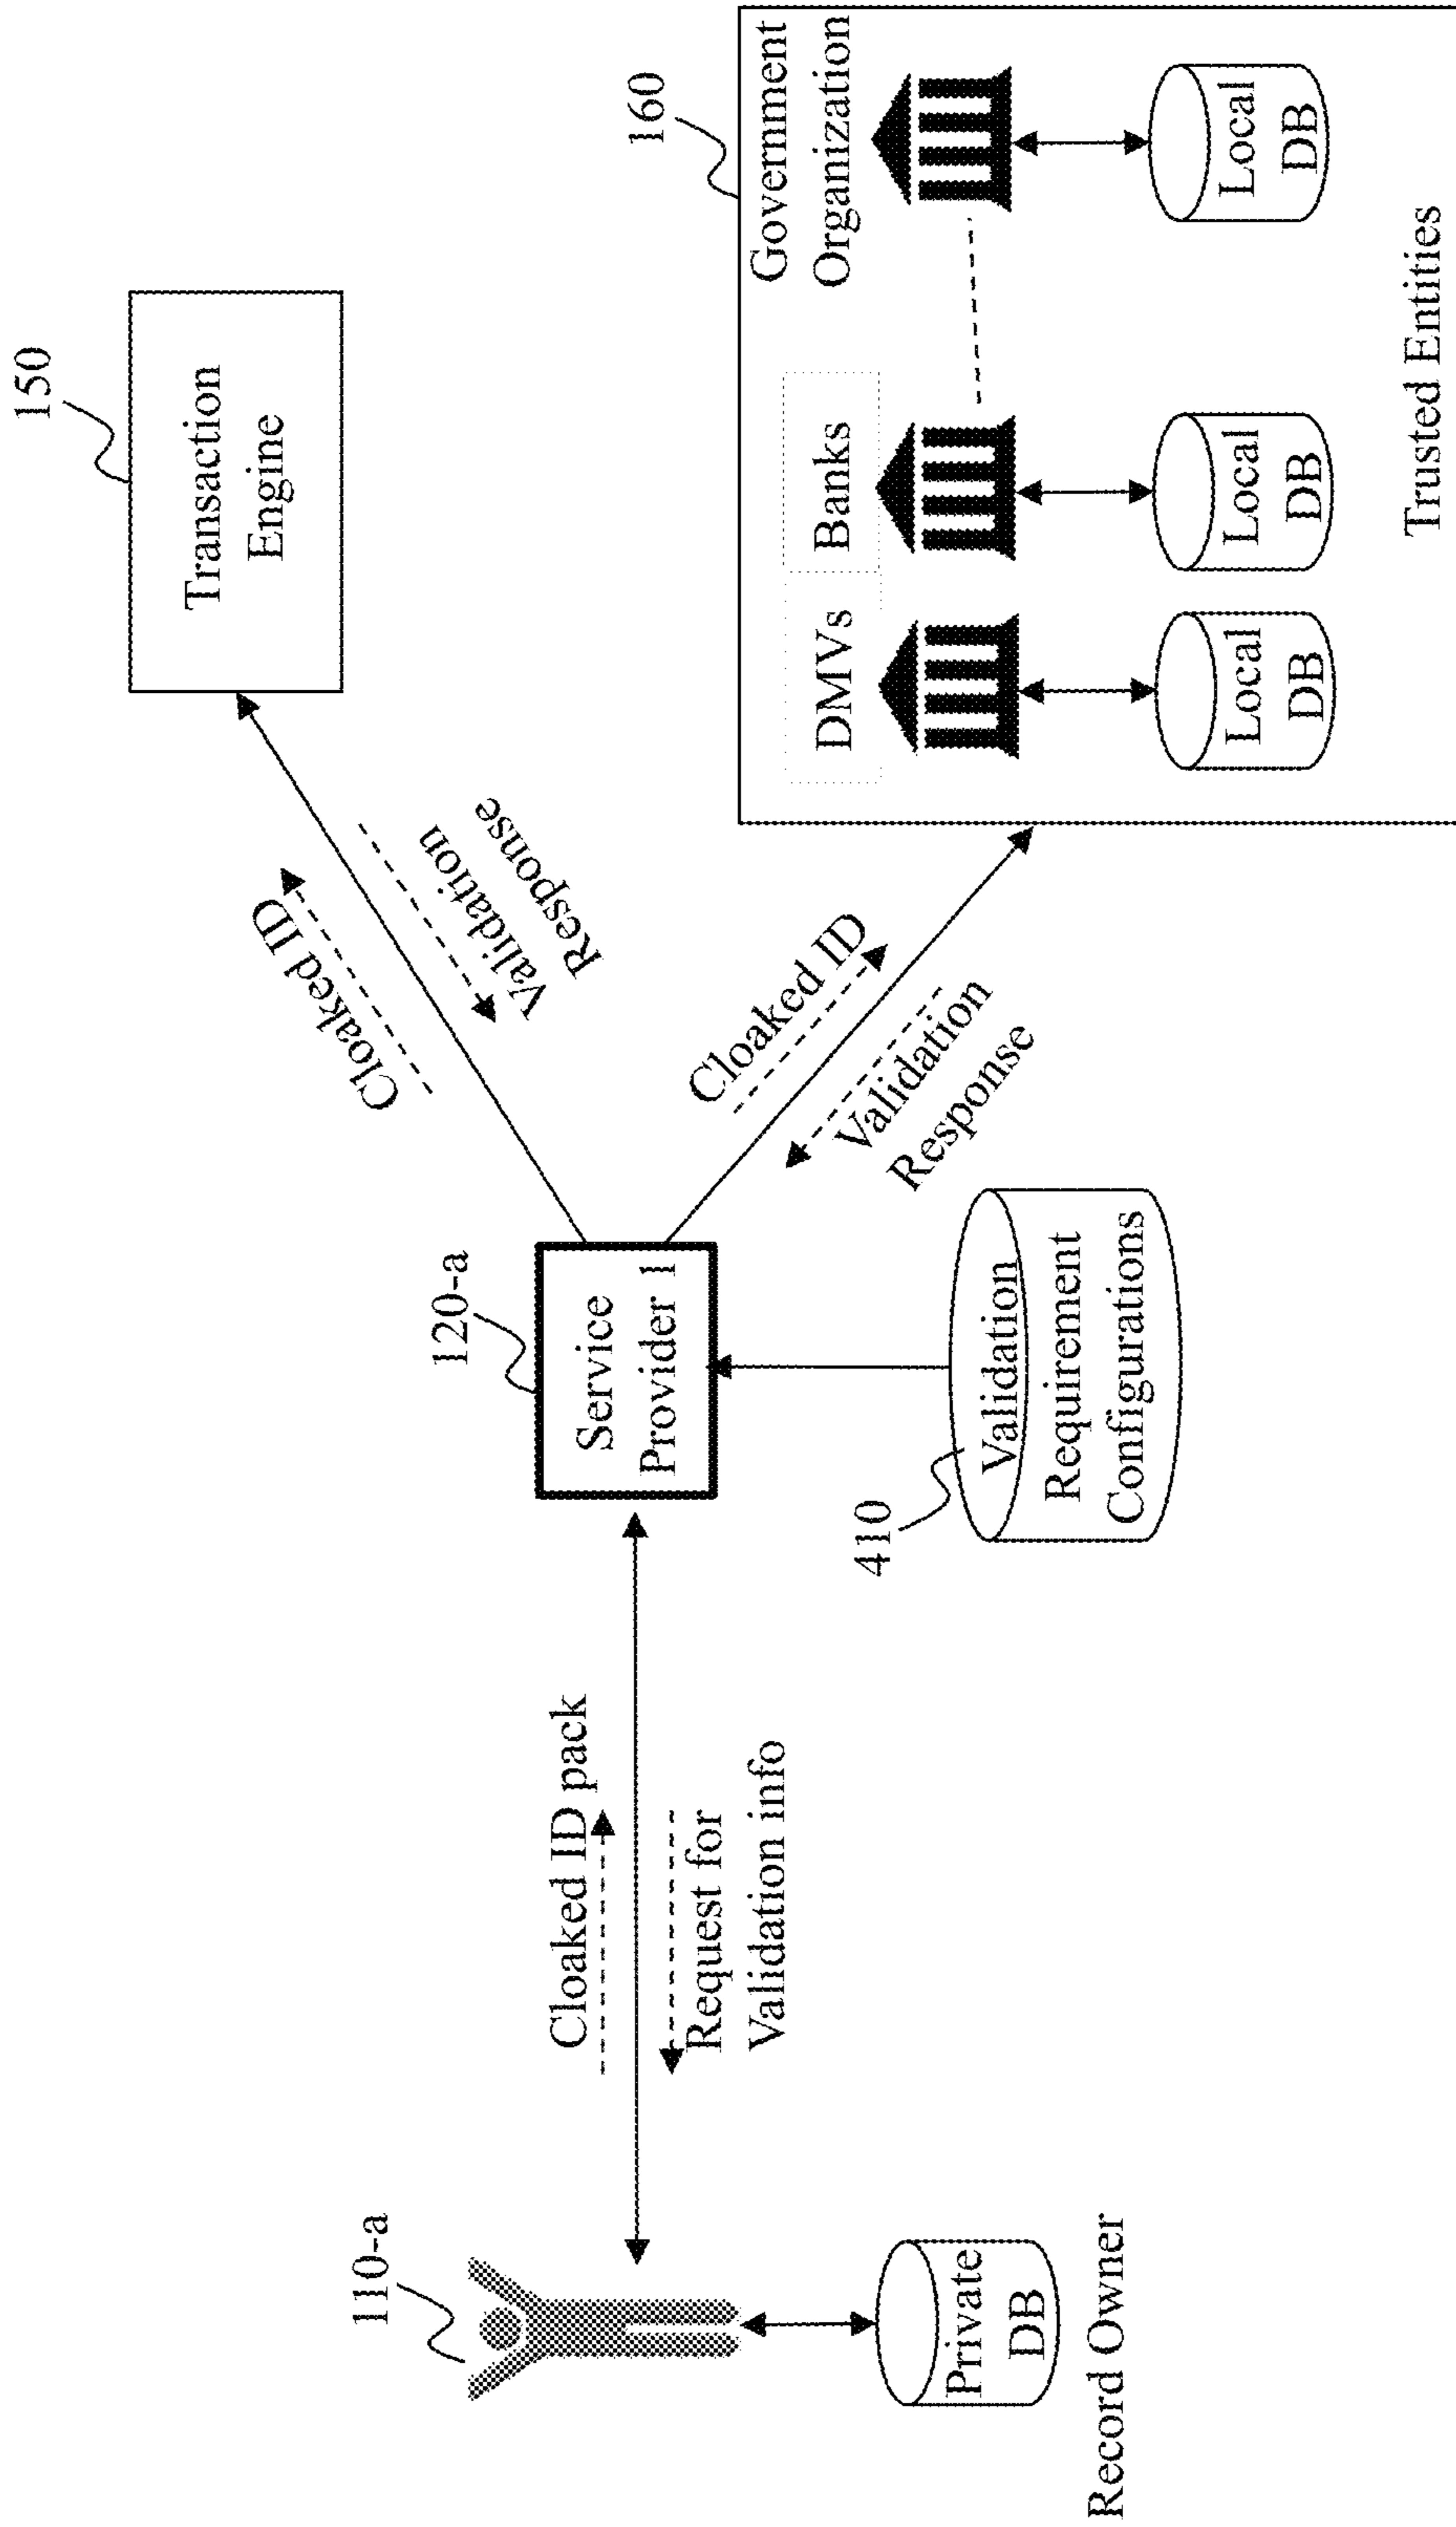 110-a
Private
DB
Record Owner
Cloaked ID pack
Request for
Validation info
120-a
Service
Provider 1
410
Validation
Requirement
Configurations
Cloaked ID
Validation
Response
150
Transaction
Engine
Cloaked ID
Validation
Response
160
Government
Organization
DMVs
Banks
Local
DB
Local
DB
Local
DB
Trusted Entities